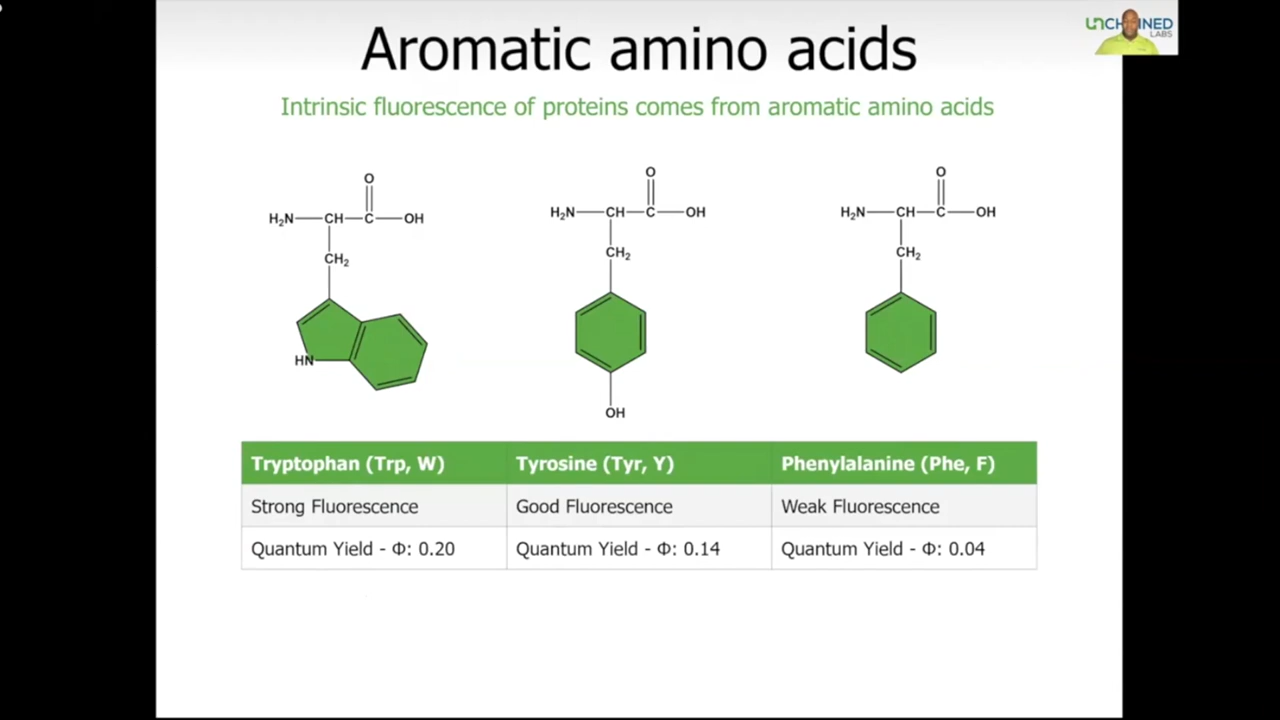 Aromatic amino acids
UNCHAINED
LABS
Intrinsic fluorescence of proteins comes from aromatic amino acids
O
H₂N CH C OH
CH₂
HN
O
H₂N CH C OH
CH₂
OH
O
H₂N CH C OH
CH₂
Tryptophan (Trp, W) Tyrosine (Tyr, Y) Phenylalanine (Phe, F)
Strong Fluorescence Good Fluorescence Weak Fluorescence
Quantum Yield - Φ: 0.20 Quantum Yield - Φ: 0.14 Quantum Yield - Φ: 0.04